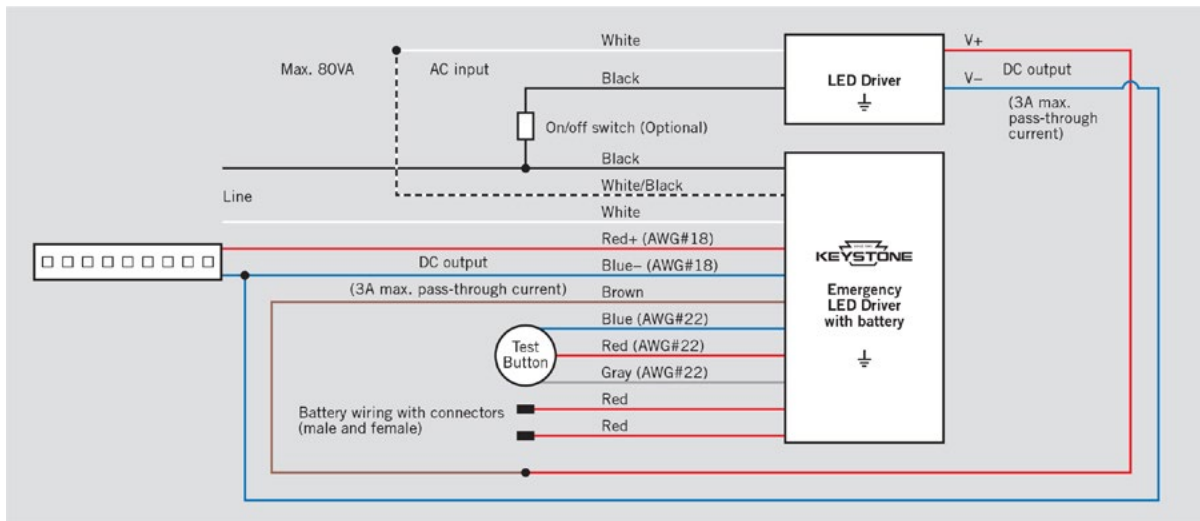 White
V+
Max. 80VA
AC input
LED Driver
DC output
Black
V−
(3A max.
pass-through
current)
On/off switch (Optional)
Black
White/Black
Line
White
Red+ (AWG#18)
DC output
Blue− (AWG#18)
(3A max. pass-through current)
Brown
KEYSTONE
Emergency
LED Driver
with battery
Blue (AWG#22)
Test
Button
Red (AWG#22)
Gray (AWG#22)
Battery wiring with connectors
(male and female)
Red
Red